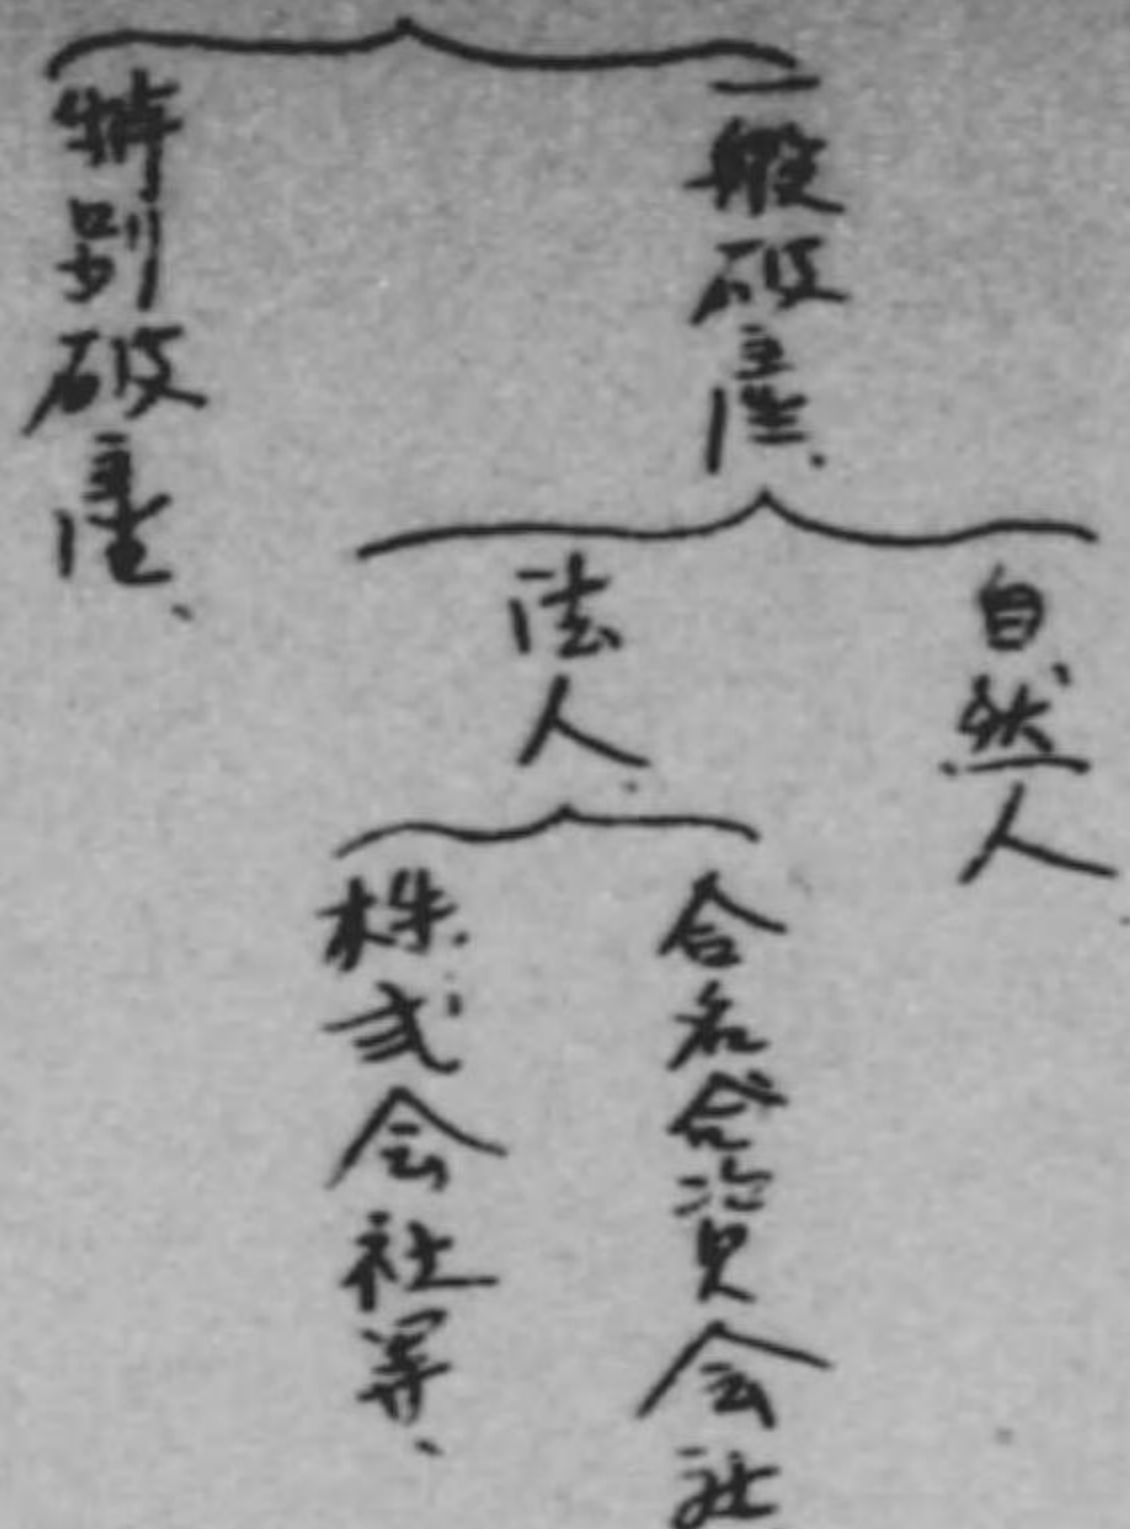 一般破産、
自然人
法人、
合名合資会社
株式会社等、
特別破産、